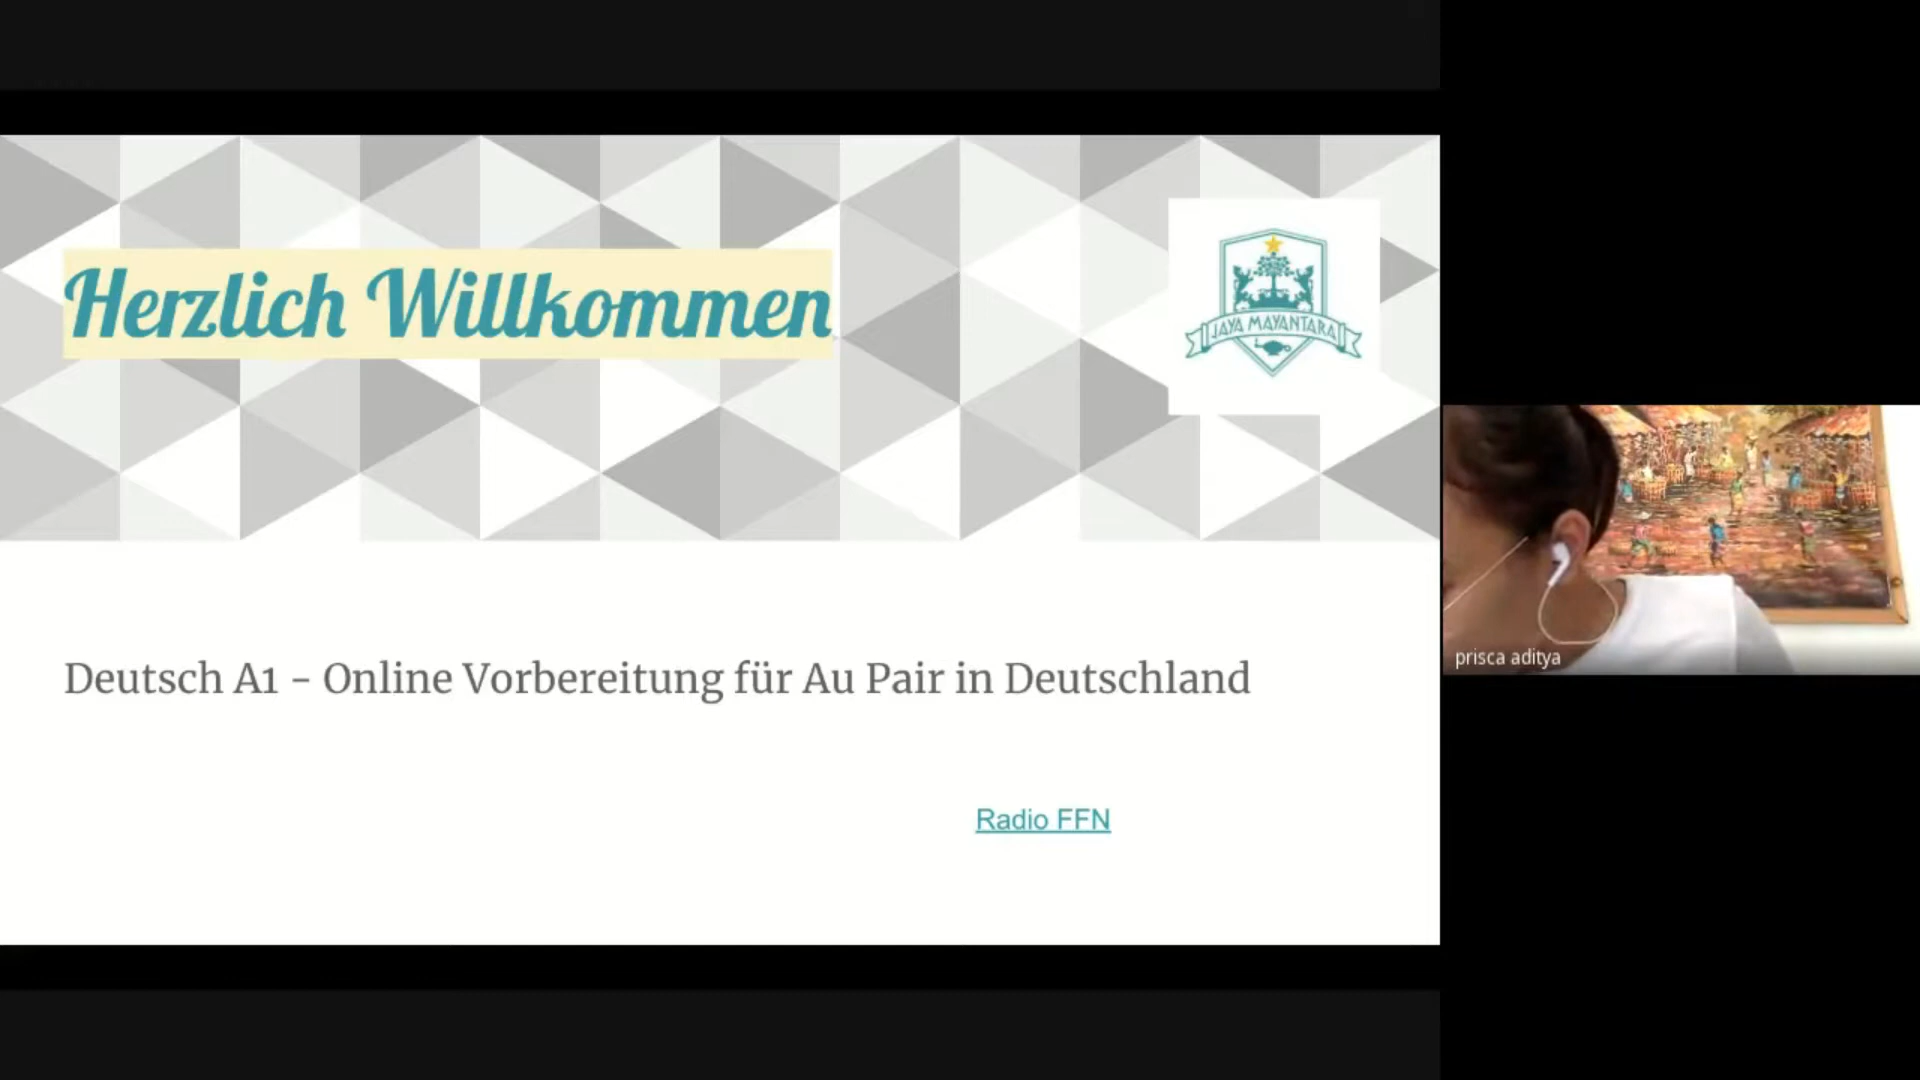 Herzlich Willkommen
JAYA MAYANTARA
Deutsch A1 - Online Vorbereitung für Au Pair in Deutschland
Radio FFN
prisca aditya